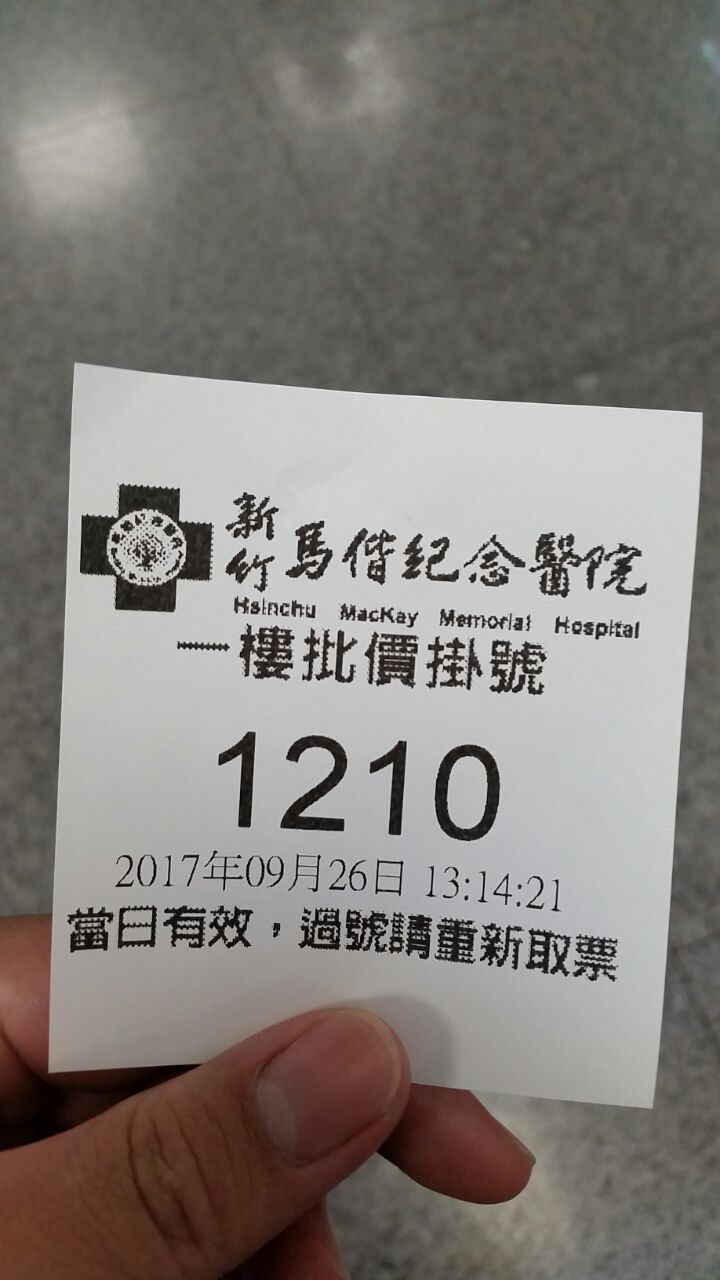 新竹馬偕紀念醫院
Hsinchu MacKay Memorial Hospital
一樓批價掛號
1210
2017年09月26日 13:14:21
當日有效，過號請重新取票